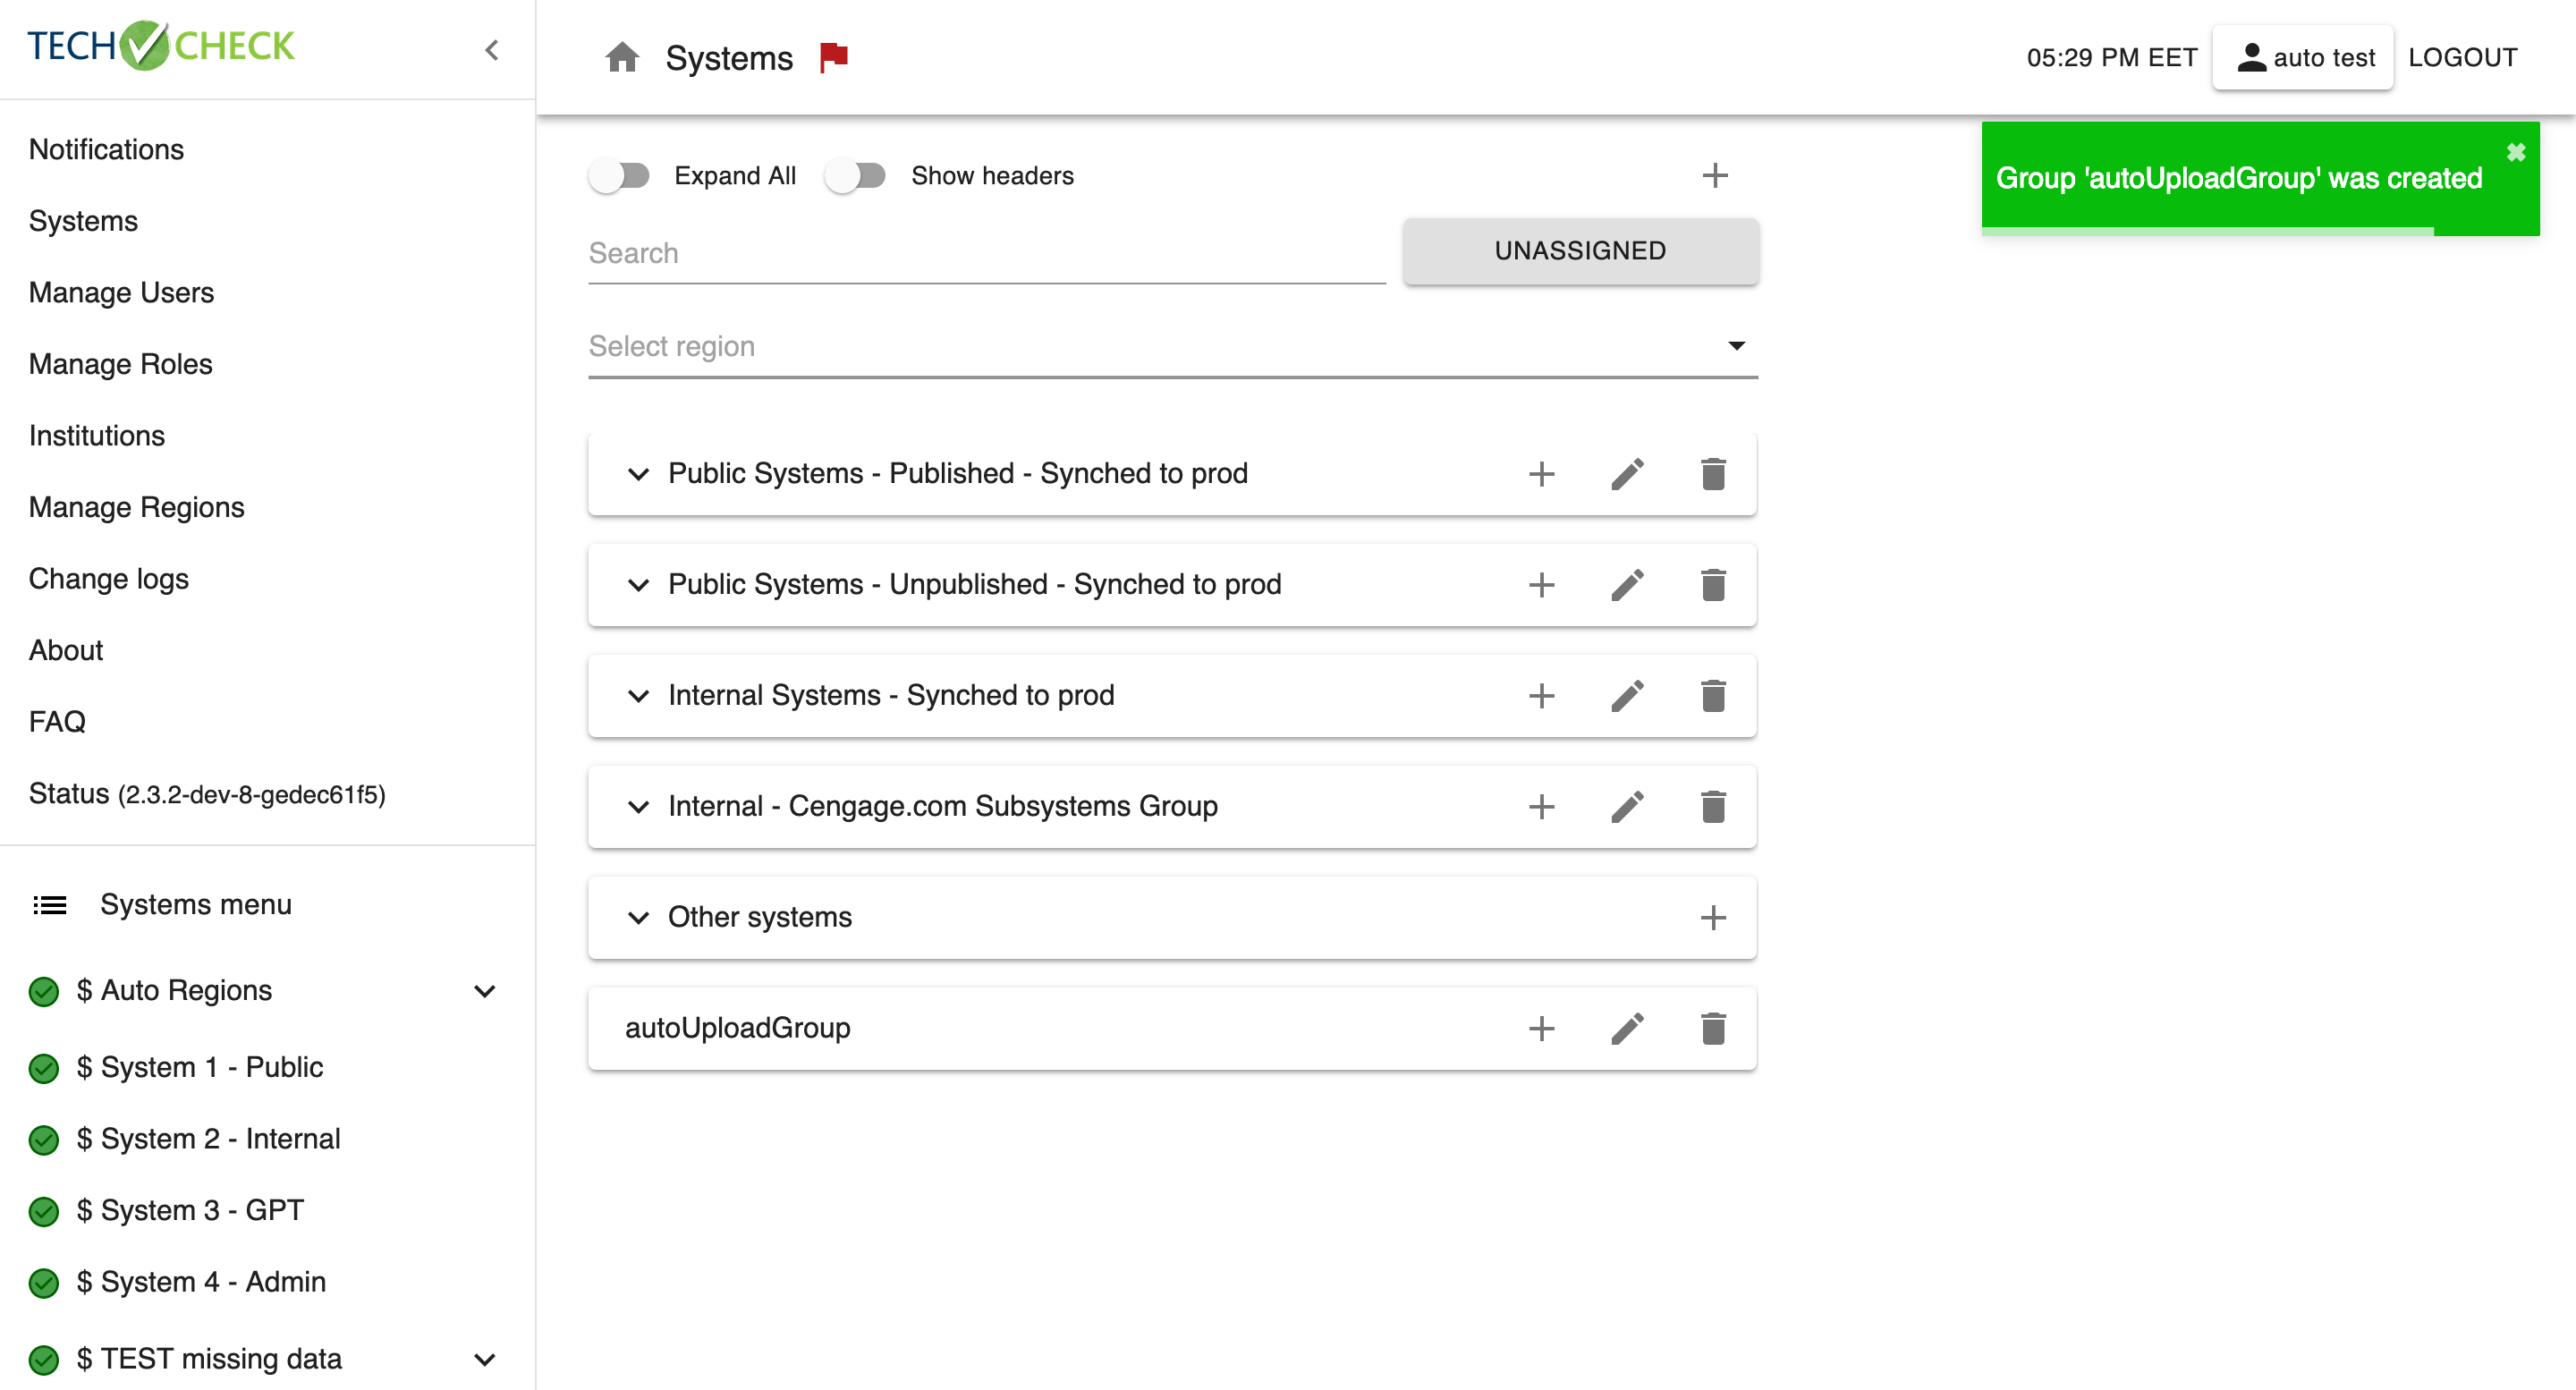 TECH CHECK
Notifications
Systems
Manage Users
Manage Roles
Institutions
Manage Regions
Change logs
About
FAQ
Status (2.3.2-dev-8-gedec61f5)
Systems menu
$ Auto Regions
$ System 1 - Public
$ System 2 - Internal
$ System 3 - GPT
$ System 4 - Admin
$ TEST missing data
Systems
05:29 PM EET
auto test
LOGOUT
Group 'autoUploadGroup' was created
Expand All
Show headers
Search
UNASSIGNED
Select region
Public Systems - Published - Synched to prod
Public Systems - Unpublished - Synched to prod
Internal Systems - Synched to prod
Internal - Cengage.com Subsystems Group
Other systems
autoUploadGroup